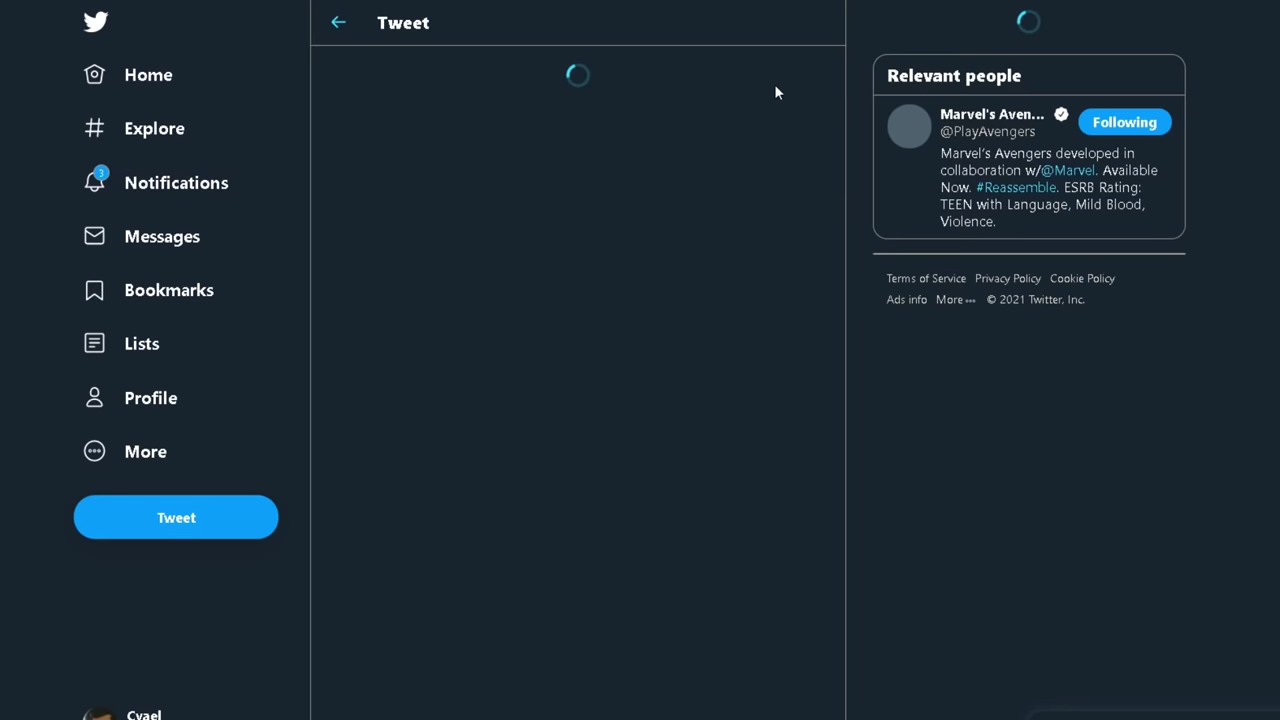 Home
Explore
3
Notifications
Messages
Bookmarks
Lists
Profile
More
Tweet
Cyael
Tweet
Relevant people
Marvel's Aven...
@PlayAvengers
Following
Marvel's Avengers developed in
collaboration w/@Marvel. Available
Now. #Reassemble. ESRB Rating:
TEEN with Language, Mild Blood,
Violence.
Terms of Service Privacy Policy Cookie Policy
Ads info More ••• © 2021 Twitter, Inc.